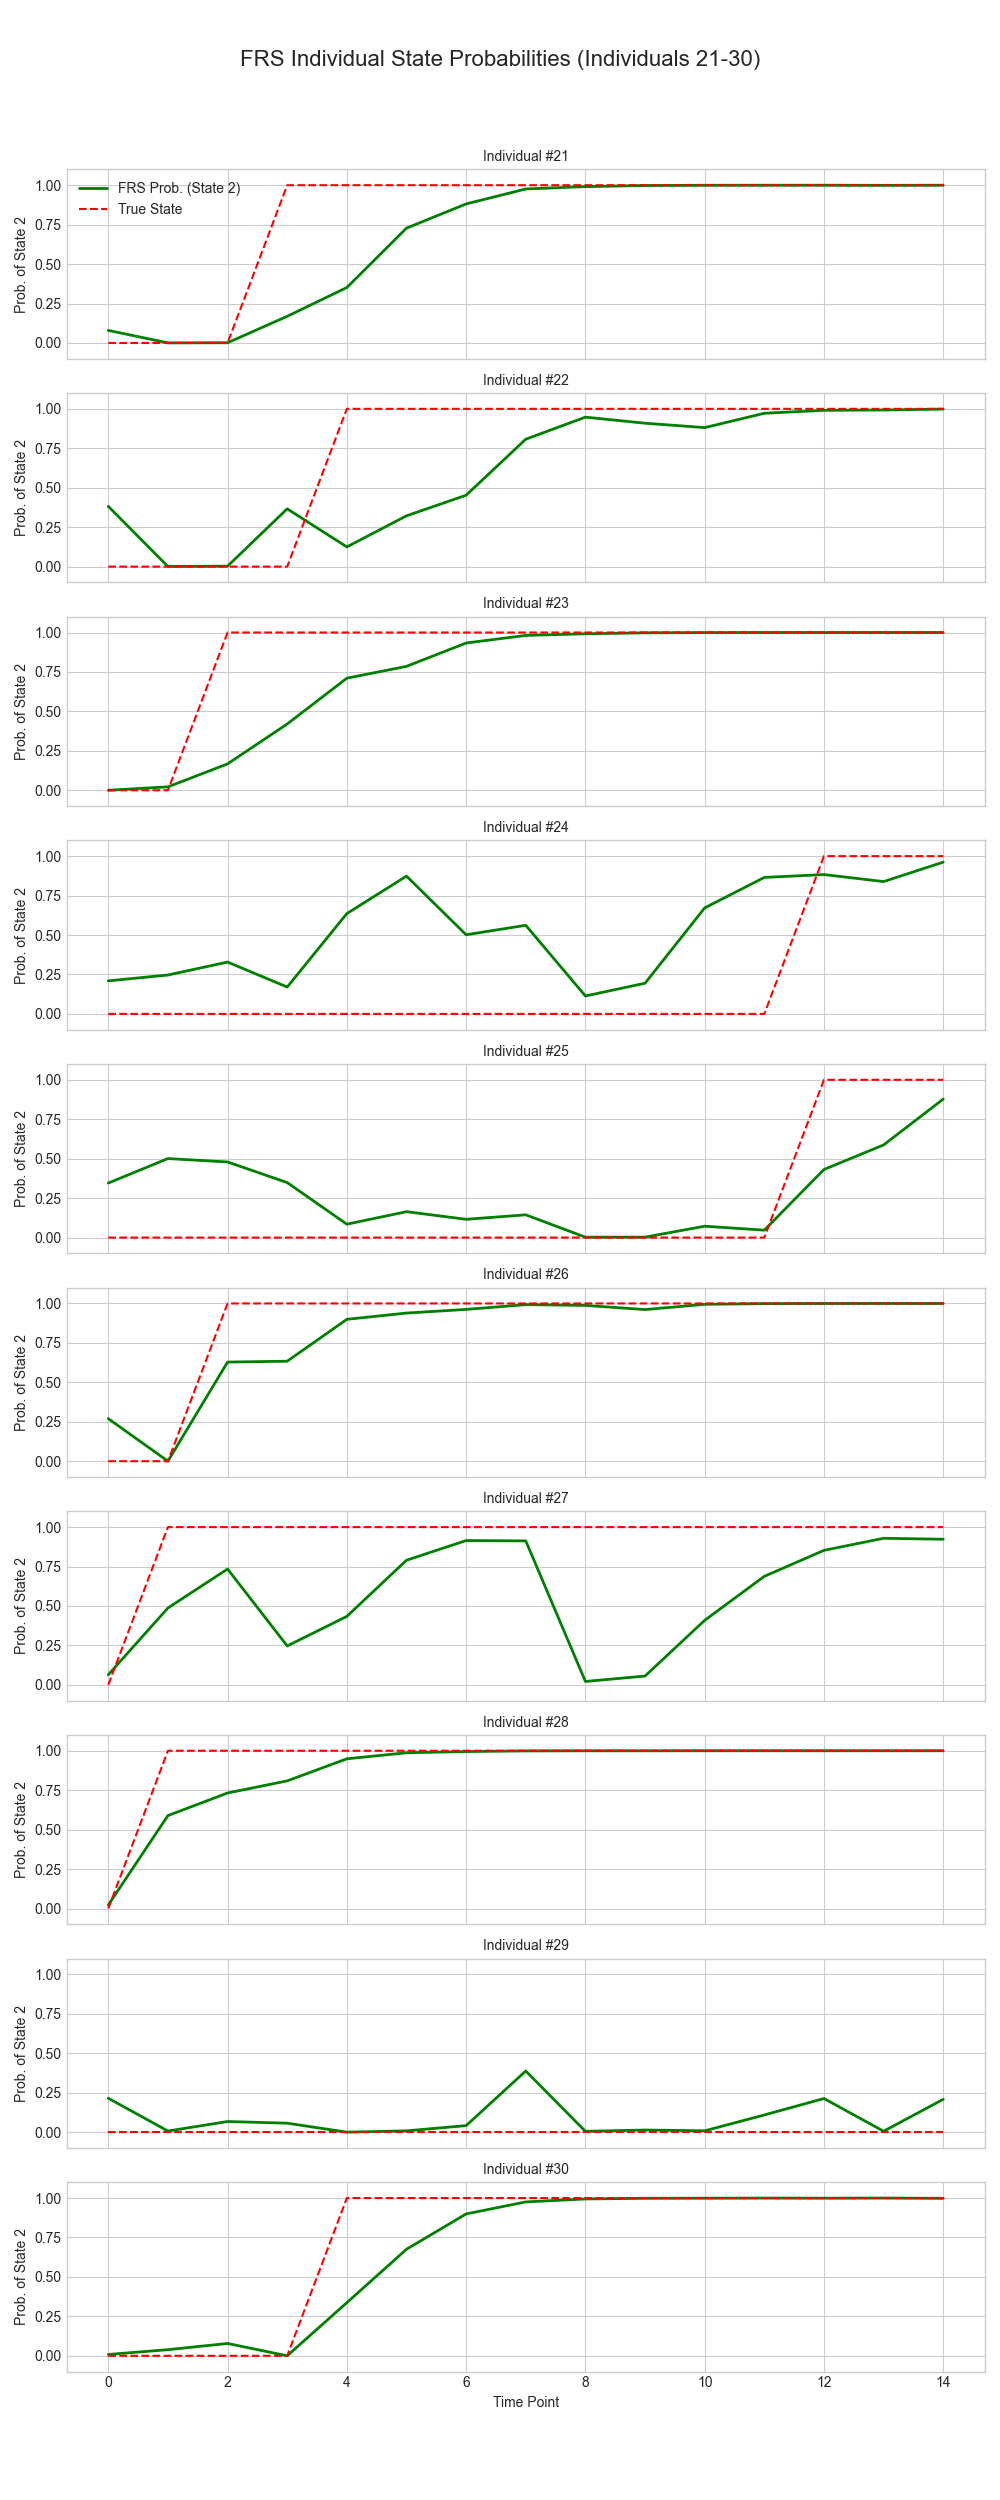 FRS Individual State Probabilities (Individuals 21-30)
Individual #21
1.00
0.75
0.50
0.25
0.00
Prob. of State 2
FRS Prob. (State 2)
True State
Individual #22
1.00
0.75
0.50
0.25
0.00
Prob. of State 2
Individual #23
1.00
0.75
0.50
0.25
0.00
Prob. of State 2
Individual #24
1.00
0.75
0.50
0.25
0.00
Prob. of State 2
Individual #25
1.00
0.75
0.50
0.25
0.00
Prob. of State 2
Individual #26
1.00
0.75
0.50
0.25
0.00
Prob. of State 2
Individual #27
1.00
0.75
0.50
0.25
0.00
Prob. of State 2
Individual #28
1.00
0.75
0.50
0.25
0.00
Prob. of State 2
Individual #29
1.00
0.75
0.50
0.25
0.00
Prob. of State 2
Individual #30
1.00
0.75
0.50
0.25
0.00
Prob. of State 2
0 2 4 6 8 10 12 14
Time Point